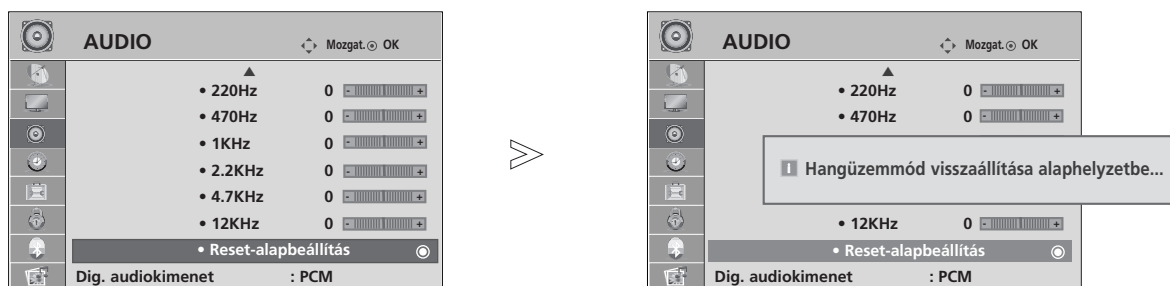 AUDIO
Mozgat. OK
• 220Hz 0 - +
• 470Hz 0 - +
• 1KHz 0 - +
• 2.2KHz 0 - +
• 4.7KHz 0 - +
• 12KHz 0 - +
• Reset-alapbeállítás
Dig. audiokimenet : PCM
AUDIO
Mozgat. OK
• 220Hz 0 - +
• 470Hz 0 - +
Hangüzemmód visszaállítása alaphelyzetbe...
• 12KHz 0 - +
• Reset-alapbeállítás
Dig. audiokimenet : PCM